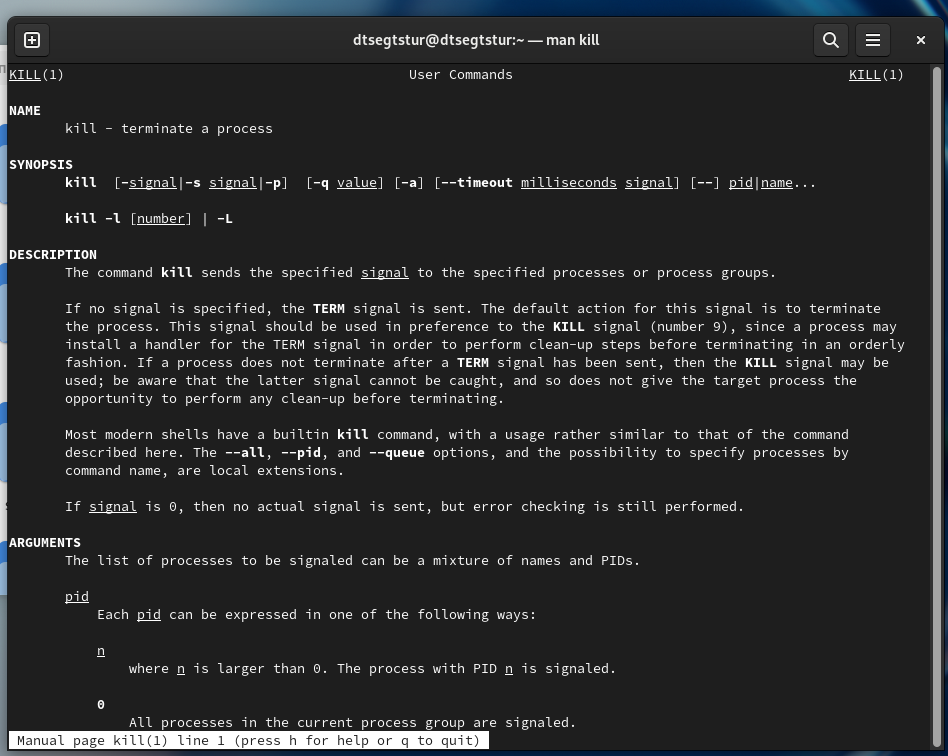 dtsegtstur@dtsegtstur:~ — man kill
KILL(1) User Commands KILL(1)
NAME
kill - terminate a process
SYNOPSIS
kill [-signal|-s signal|-p] [-q value] [-a] [--timeout milliseconds signal] [--] pid|name...
kill -l [number] | -L
DESCRIPTION
The command kill sends the specified signal to the specified processes or process groups.
If no signal is specified, the TERM signal is sent. The default action for this signal is to terminate
the process. This signal should be used in preference to the KILL signal (number 9), since a process may
install a handler for the TERM signal in order to perform clean-up steps before terminating in an orderly
fashion. If a process does not terminate after a TERM signal has been sent, then the KILL signal may be
used; be aware that the latter signal cannot be caught, and so does not give the target process the
opportunity to perform any clean-up before terminating.
Most modern shells have a builtin kill command, with a usage rather similar to that of the command
described here. The --all, --pid, and --queue options, and the possibility to specify processes by
command name, are local extensions.
If signal is 0, then no actual signal is sent, but error checking is still performed.
ARGUMENTS
The list of processes to be signaled can be a mixture of names and PIDs.
pid
Each pid can be expressed in one of the following ways:
n
where n is larger than 0. The process with PID n is signaled.
0
All processes in the current process group are signaled.
Manual page kill(1) line 1 (press h for help or q to quit)